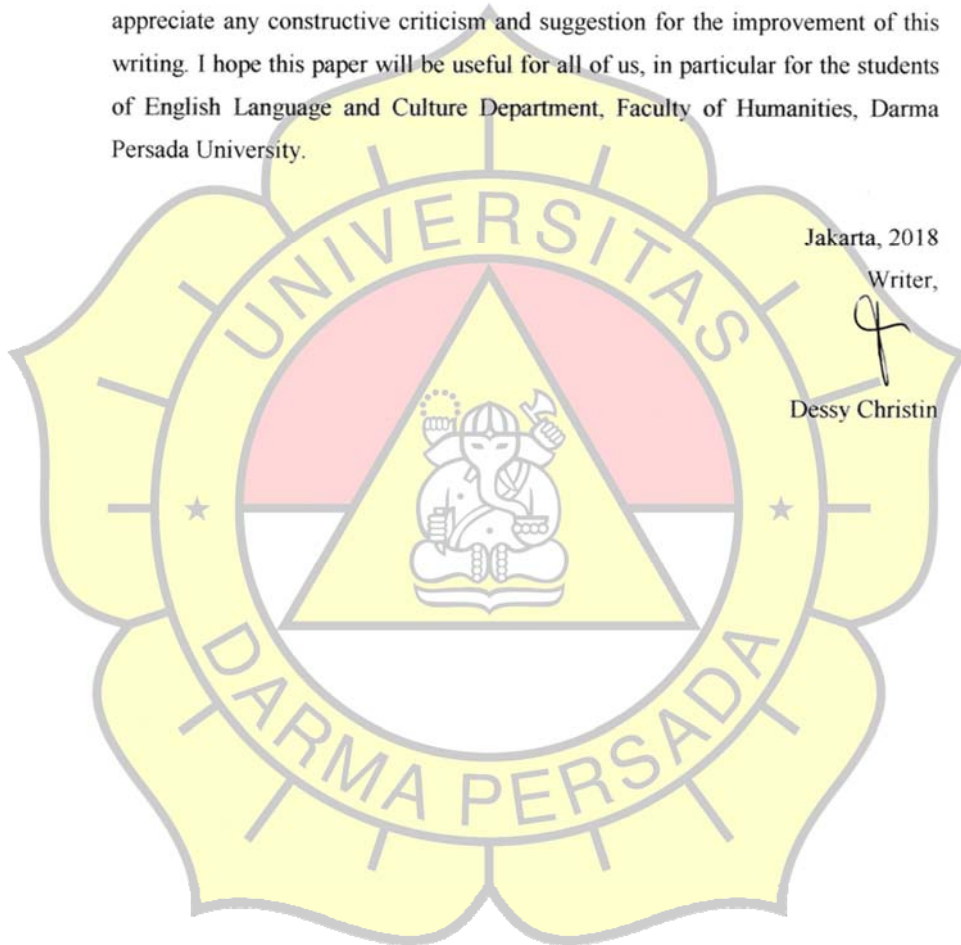 appreciate any constructive criticism and suggestion for the improvement of this
writing. I hope this paper will be useful for all of us, in particular for the students
of English Language and Culture Department, Faculty of Humanities, Darma
Persada University.
Jakarta, 2018
Writer,
Dessy Christin
UNIVERSITAS
DARMA PERSADA